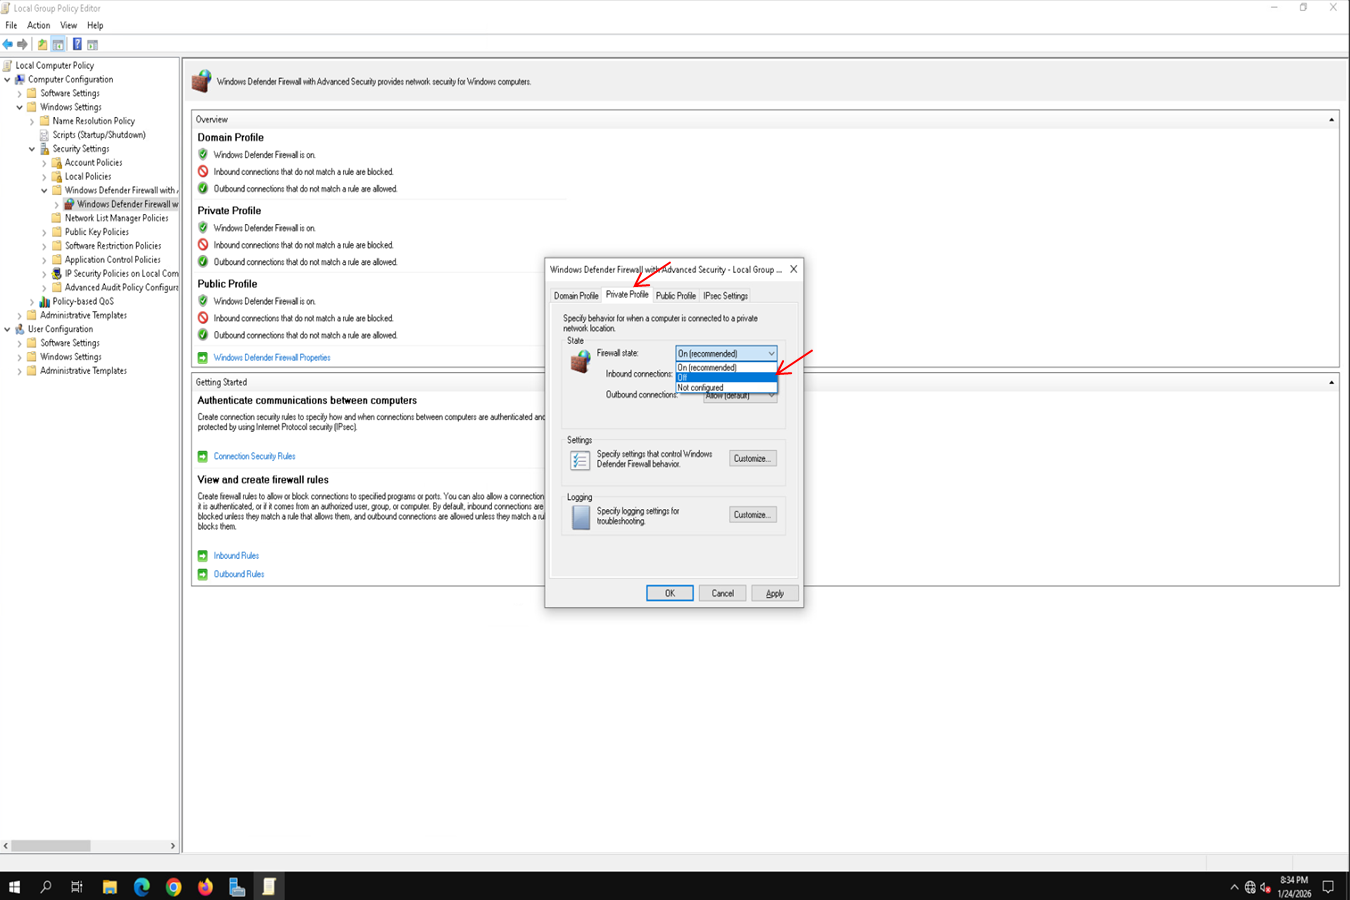 Local Group Policy Editor
File Action View Help
Local Computer Policy
Computer Configuration
Software Settings
Windows Settings
Name Resolution Policy
Scripts (Startup/Shutdown)
Security Settings
Account Policies
Local Policies
Windows Defender Firewall with
Windows Defender Firewall w
Network List Manager Policies
Public Key Policies
Software Restriction Policies
Application Control Policies
IP Security Policies on Local Com
Advanced Audit Policy Configura
Policy-based QoS
Administrative Templates
User Configuration
Software Settings
Windows Settings
Administrative Templates
Windows Defender Firewall with Advanced Security provides network security for Windows computers.
Overview
Domain Profile
Windows Defender Firewall is on.
Inbound connections that do not match a rule are blocked.
Outbound connections that do not match a rule are allowed.
Private Profile
Windows Defender Firewall is on.
Inbound connections that do not match a rule are blocked.
Outbound connections that do not match a rule are allowed.
Public Profile
Windows Defender Firewall is on.
Inbound connections that do not match a rule are blocked.
Outbound connections that do not match a rule are allowed.
Windows Defender Firewall Properties
Getting Started
Authenticate communications between computers
Create connection security rules to specify how and when connections between computers are authenticated and
protected by using Internet Protocol security (IPsec).
Connection Security Rules
View and create firewall rules
Create firewall rules to allow or block connections to specified programs or ports. You can also allow a connection
it is authenticated, or if it comes from an authorized user, group, or computer. By default, inbound connections are
blocked unless they match a rule that allows them, and outbound connections are allowed unless they match a rul
blocks them.
Inbound Rules
Outbound Rules
Windows Defender Firewall with Advanced Security - Local Group ...
Domain Profile Private Profile Public Profile IPsec Settings
Specify behavior for when a computer is connected to a private
network location.
State
Firewall state: On (recommended)
On (recommended)
Inbound connections: Off
Not configured
Outbound connections: Allow (default)
Settings
Specify settings that control Windows
Defender Firewall behavior.
Customize...
Logging
Specify logging settings for
troubleshooting.
Customize...
OK Cancel Apply
8:34 PM
1/24/2026